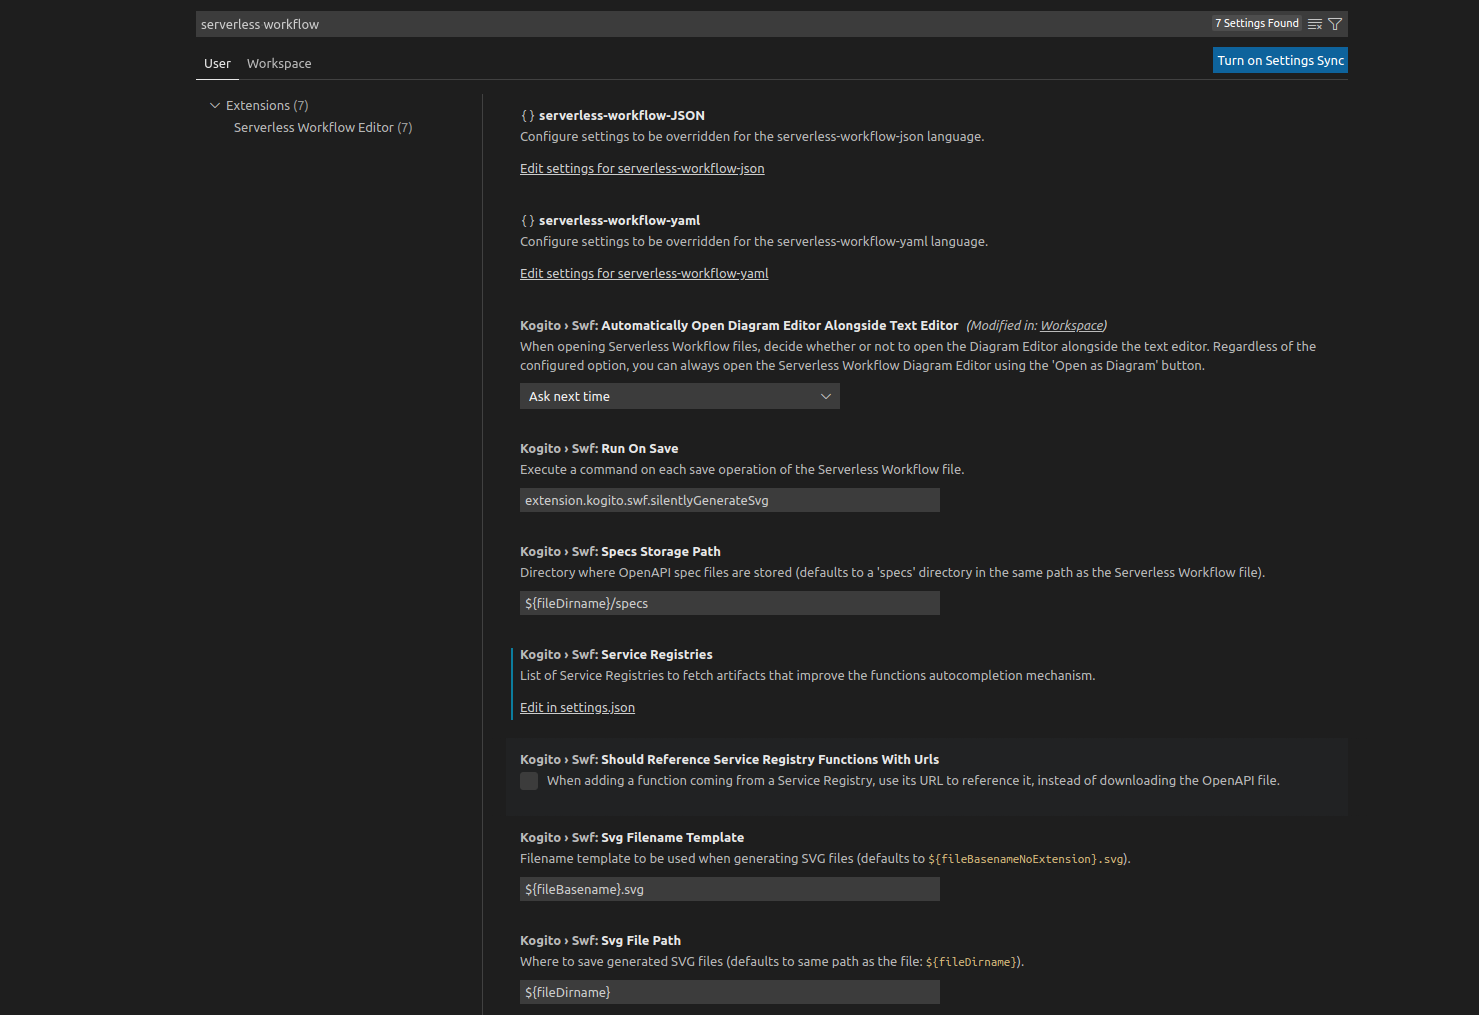 serverless workflow
7 Settings Found
User
Workspace
Turn on Settings Sync
Extensions (7)
Serverless Workflow Editor (7)
{} serverless-workflow-JSON
Configure settings to be overridden for the serverless-workflow-json language.
Edit settings for serverless-workflow-json
{} serverless-workflow-yaml
Configure settings to be overridden for the serverless-workflow-yaml language.
Edit settings for serverless-workflow-yaml
Kogito › Swf: Automatically Open Diagram Editor Alongside Text Editor (Modified in: Workspace)
When opening Serverless Workflow files, decide whether or not to open the Diagram Editor alongside the text editor. Regardless of the
configured option, you can always open the Serverless Workflow Diagram Editor using the 'Open as Diagram' button.
Ask next time
Kogito › Swf: Run On Save
Execute a command on each save operation of the Serverless Workflow file.
extension.kogito.swf.silentlyGenerateSvg
Kogito › Swf: Specs Storage Path
Directory where OpenAPI spec files are stored (defaults to a 'specs' directory in the same path as the Serverless Workflow file).
${fileDirname}/specs
Kogito › Swf: Service Registries
List of Service Registries to fetch artifacts that improve the functions autocompletion mechanism.
Edit in settings.json
Kogito › Swf: Should Reference Service Registry Functions With Urls
When adding a function coming from a Service Registry, use its URL to reference it, instead of downloading the OpenAPI file.
Kogito › Swf: Svg Filename Template
Filename template to be used when generating SVG files (defaults to ${fileBasenameNoExtension}.svg).
${fileBasename}.svg
Kogito › Swf: Svg File Path
Where to save generated SVG files (defaults to same path as the file: ${fileDirname}).
${fileDirname}